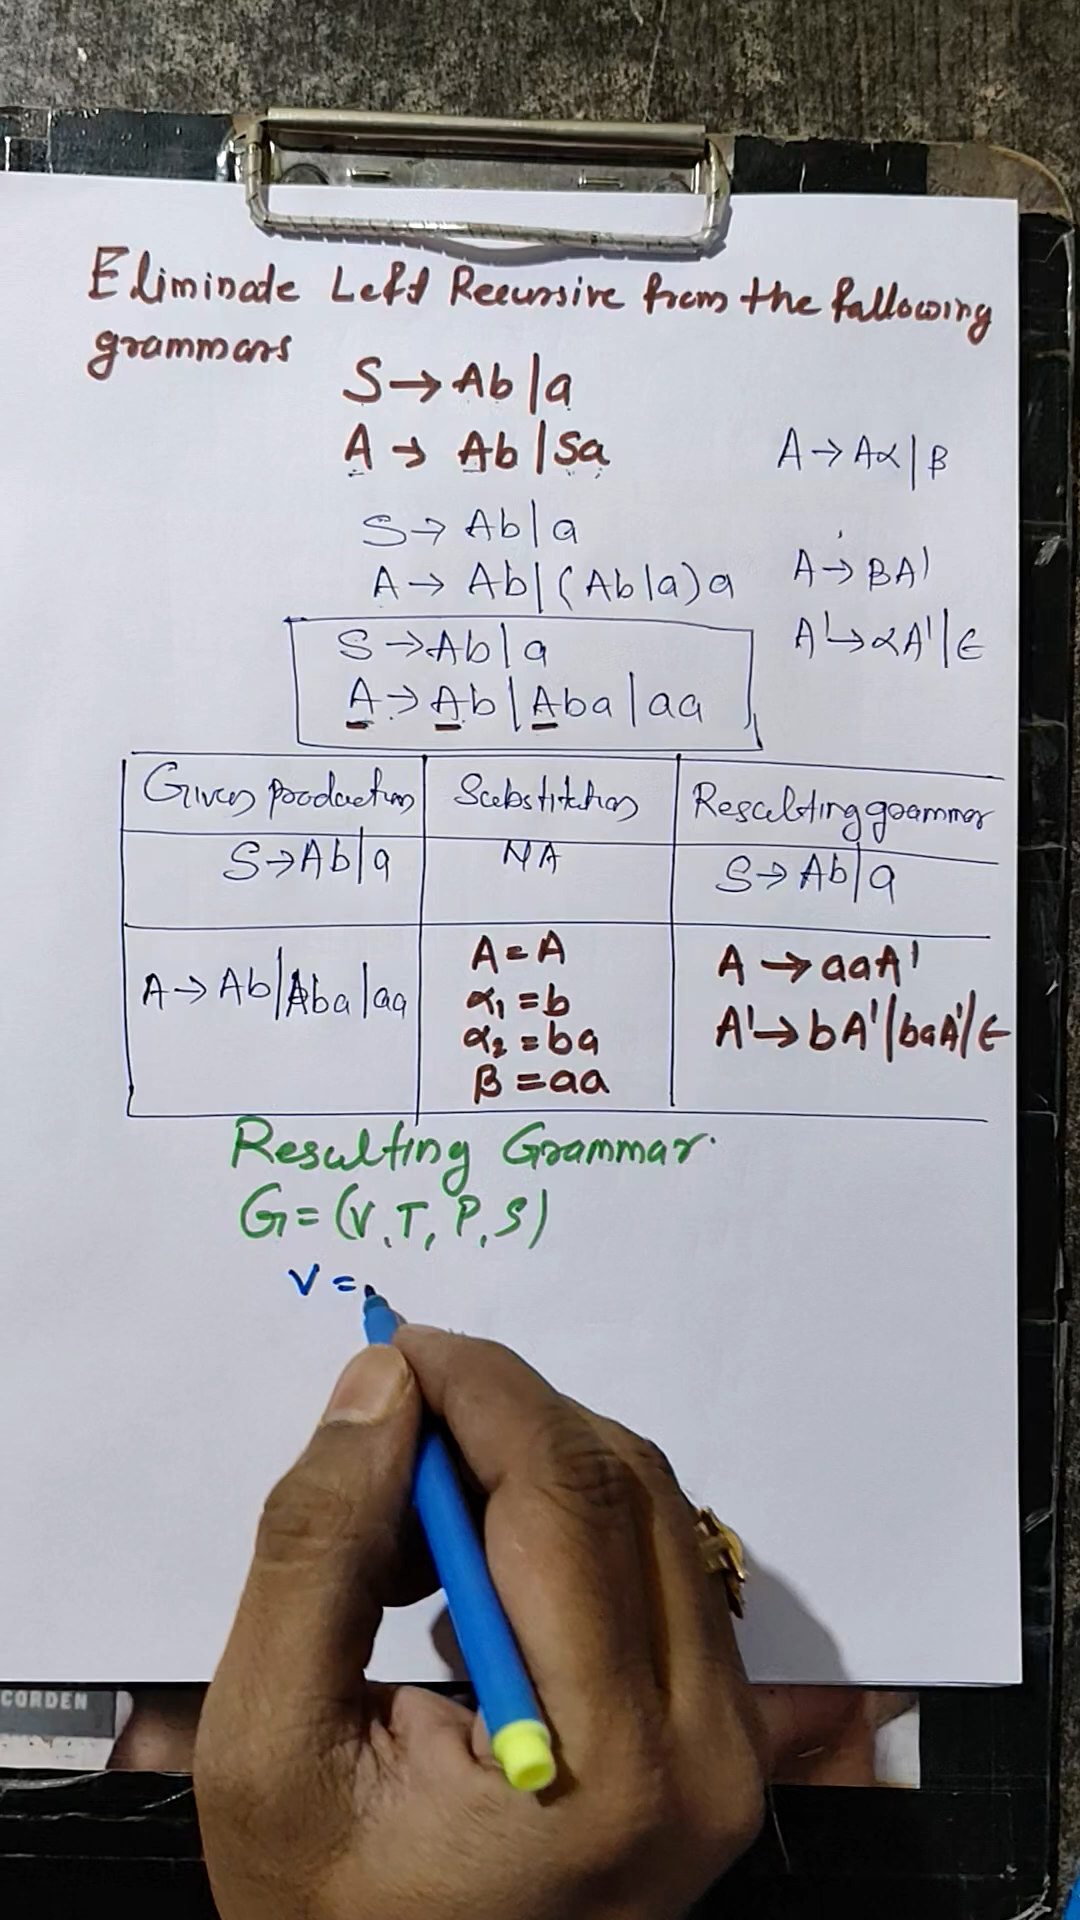 Eliminate Left Recursive from the following
grammars
S → Ab | a
A → Ab | Sa
A → Aα | β
S → Ab | a
A → Ab | (Ab | a) a
A → βA'
S → Ab | a
A' → αA' | ∈
A → Ab | Aba | aa
Given production
Substitution
Resulting grammar
S → Ab | a
NA
S → Ab | a
A → Ab | Aba | aa
A = A
α₁ = b
α₂ = ba
β = aa
A → aaA'
A' → bA' | baA' | ∈
Resulting Grammar.
G = (V, T, P, S)
V =
CORDEN